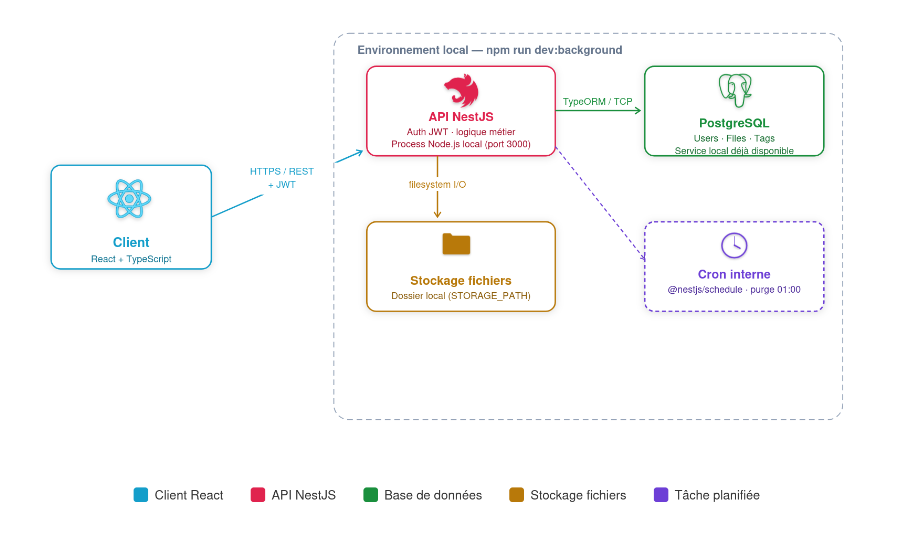 Environnement local — npm run dev:background
API NestJS
Auth JWT · logique métier
Process Node.js local (port 3000)
TypeORM / TCP
PostgreSQL
Users · Files · Tags
Service local déjà disponible
HTTPS / REST
+ JWT
filesystem I/O
Client
React + TypeScript
Stockage fichiers
Dossier local (STORAGE_PATH)
Cron interne
@nestjs/schedule · purge 01:00
Client React
API NestJS
Base de données
Stockage fichiers
Tâche planifiée